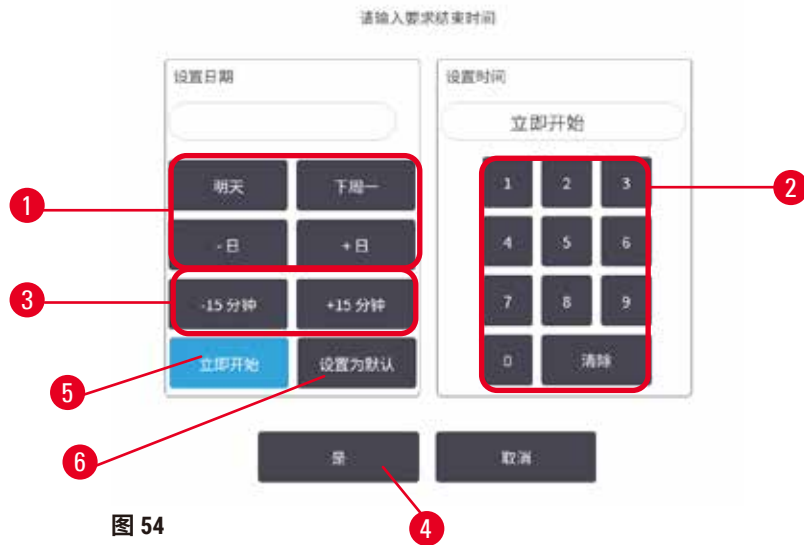 请输入要求结束时间
设置日期
设置时间
立即开始
明天 下周一
1 2 3
1
2
- 日 + 日
4 5 6
3
-15 分钟 +15 分钟
7 8 9
立即开始 设置为默认
0 清除
5
6
是 取消
图 54
4